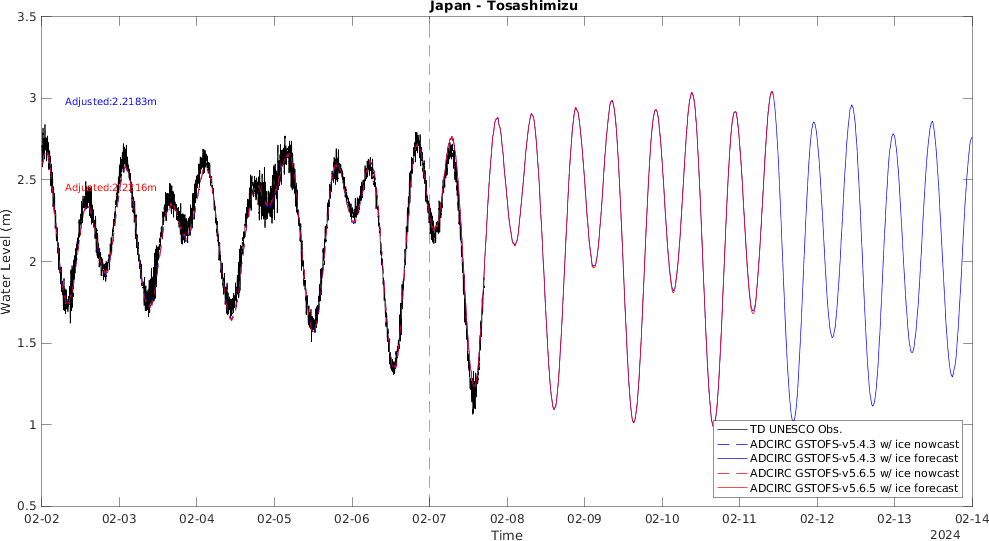 Japan - Tosashimizu
3.5
3
2.5
2
1.5
1
0.5
Water Level (m)
Adjusted:2.2183m
Adjusted:2.2316m
TD UNESCO Obs.
ADCIRC GSTOFS-v5.4.3 w/ ice nowcast
ADCIRC GSTOFS-v5.4.3 w/ ice forecast
ADCIRC GSTOFS-v5.6.5 w/ ice nowcast
ADCIRC GSTOFS-v5.6.5 w/ ice forecast
02-02 02-03 02-04 02-05 02-06 02-07 02-08 02-09 02-10 02-11 02-12 02-13 02-14
Time
2024